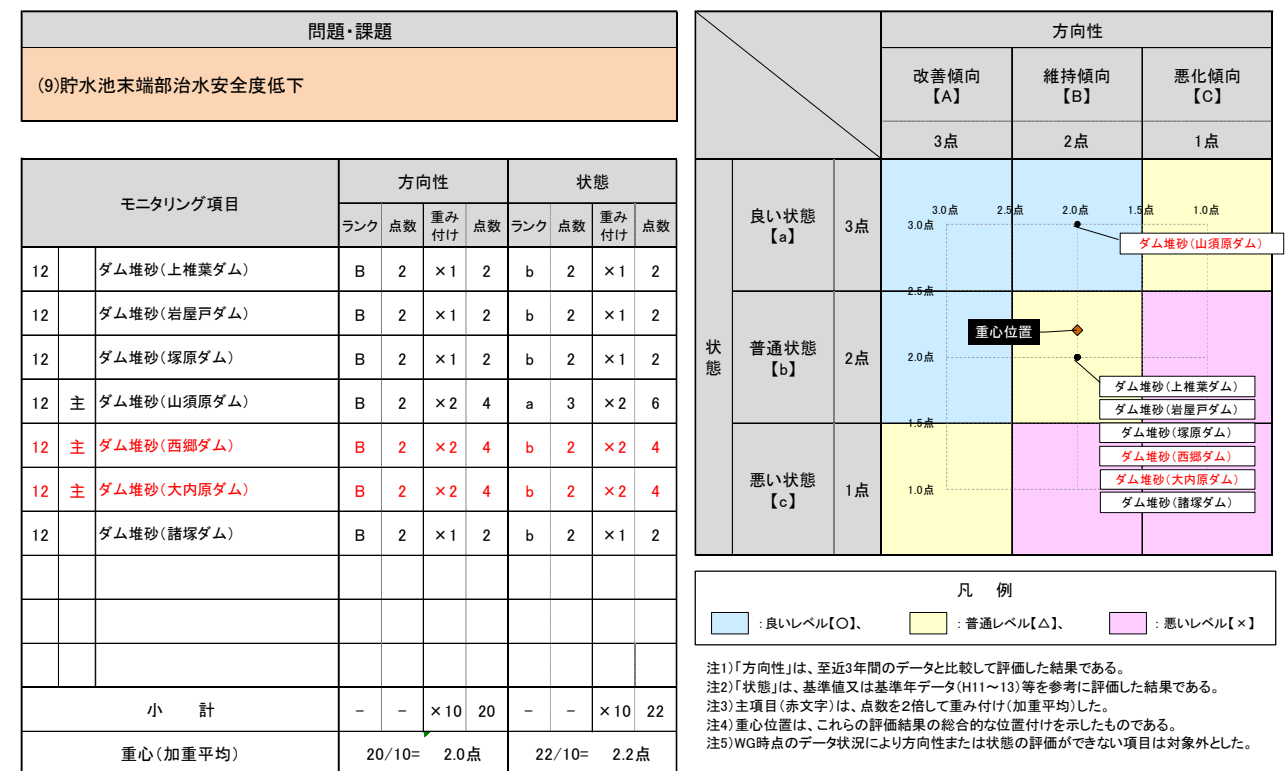 問題・課題
(9)貯水池末端部治水安全度低下
モニタリング項目 方向性 状態
ランク 点数 重み付け 点数 ランク 点数 重み付け 点数
12 ダム堆砂(上椎葉ダム) B 2 ×1 2 b 2 ×1 2
12 ダム堆砂(岩屋戸ダム) B 2 ×1 2 b 2 ×1 2
12 ダム堆砂(塚原ダム) B 2 ×1 2 b 2 ×1 2
12 主 ダム堆砂(山須原ダム) B 2 ×2 4 a 3 ×2 6
12 主 ダム堆砂(西郷ダム) B 2 ×2 4 b 2 ×2 4
12 主 ダム堆砂(大内原ダム) B 2 ×2 4 b 2 ×2 4
12 ダム堆砂(諸塚ダム) B 2 ×1 2 b 2 ×1 2
小 計 - - ×10 20 - - ×10 22
重心(加重平均) 20/10= 2.0点 22/10= 2.2点
方向性
改善傾向 維持傾向 悪化傾向
【A】 【B】 【C】
3点 2点 1点
状態
良い状態
【a】
3点
普通状態
【b】
2点
悪い状態
【c】
1点
3.0点 2.5点 2.0点 1.5点 1.0点
3.0点
ダム堆砂(山須原ダム)
2.5点
重心位置
2.0点
ダム堆砂(上椎葉ダム)
ダム堆砂(岩屋戸ダム)
1.5点
ダム堆砂(塚原ダム)
ダム堆砂(西郷ダム)
ダム堆砂(大内原ダム)
1.0点
ダム堆砂(諸塚ダム)
凡 例
:良いレベル【○】、 :普通レベル【△】、 :悪いレベル【×】
注1)「方向性」は、至近3年間のデータと比較して評価した結果である。
注2)「状態」は、基準値又は基準年データ(H11~13)等を参考に評価した結果である。
注3)主項目(赤文字)は、点数を2倍して重み付け(加重平均)した。
注4)重心位置は、これらの評価結果の総合的な位置付けを示したものである。
注5)WG時点のデータ状況により方向性または状態の評価ができない項目は対象外とした。